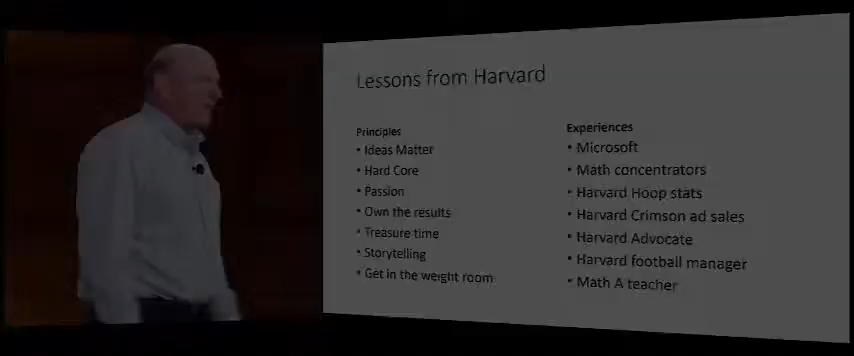 Lessons from Harvard
Principles
• Ideas Matter
• Hard Core
• Passion
• Own the results
• Treasure time
• Storytelling
• Get in the weight room
Experiences
• Microsoft
• Math concentrators
• Harvard Hoop stats
• Harvard Crimson ad sales
• Harvard Advocate
• Harvard football manager
• Math A teacher